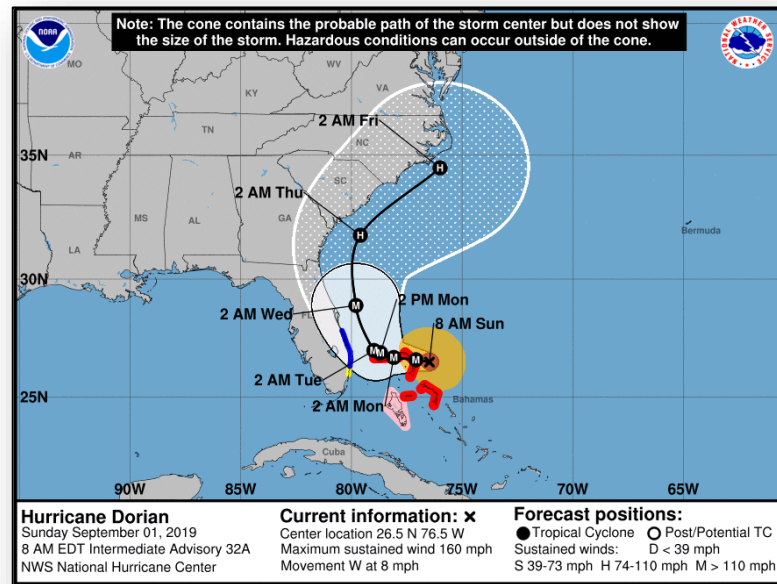 Note: The cone contains the probable path of the storm center but does not show
the size of the storm. Hazardous conditions can occur outside of the cone.
NOAA
NATIONAL WEATHER SERVICE
MO
KY
WV
VA
2 AM Fri
35N
AR
TN
NC
2 AM Thu
SC
MS
AL
GA
H
Bermuda
LA
H
30N
2 PM Mon
2 AM Wed
FL
M
8 AM Sun
M
M
M
M
2 AM Tue
25N
2 AM Mon
Bahamas
Cuba
90W
85W
80W
75W
70W
65W
Hurricane Dorian
Sunday September 01, 2019
8 AM EDT Intermediate Advisory 32A
NWS National Hurricane Center
Current information: x
Center location 26.5 N 76.5 W
Maximum sustained wind 160 mph
Movement W at 8 mph
Forecast positions:
Tropical Cyclone Post/Potential TC
Sustained winds: D < 39 mph
S 39-73 mph H 74-110 mph M > 110 mph